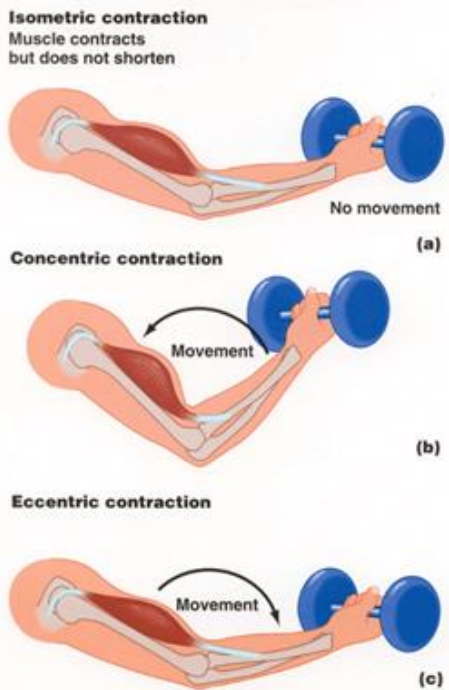 Isometric contraction
Muscle contracts
but does not shorten
No movement
(a)
Concentric contraction
Movement
(b)
Eccentric contraction
Movement
(c)